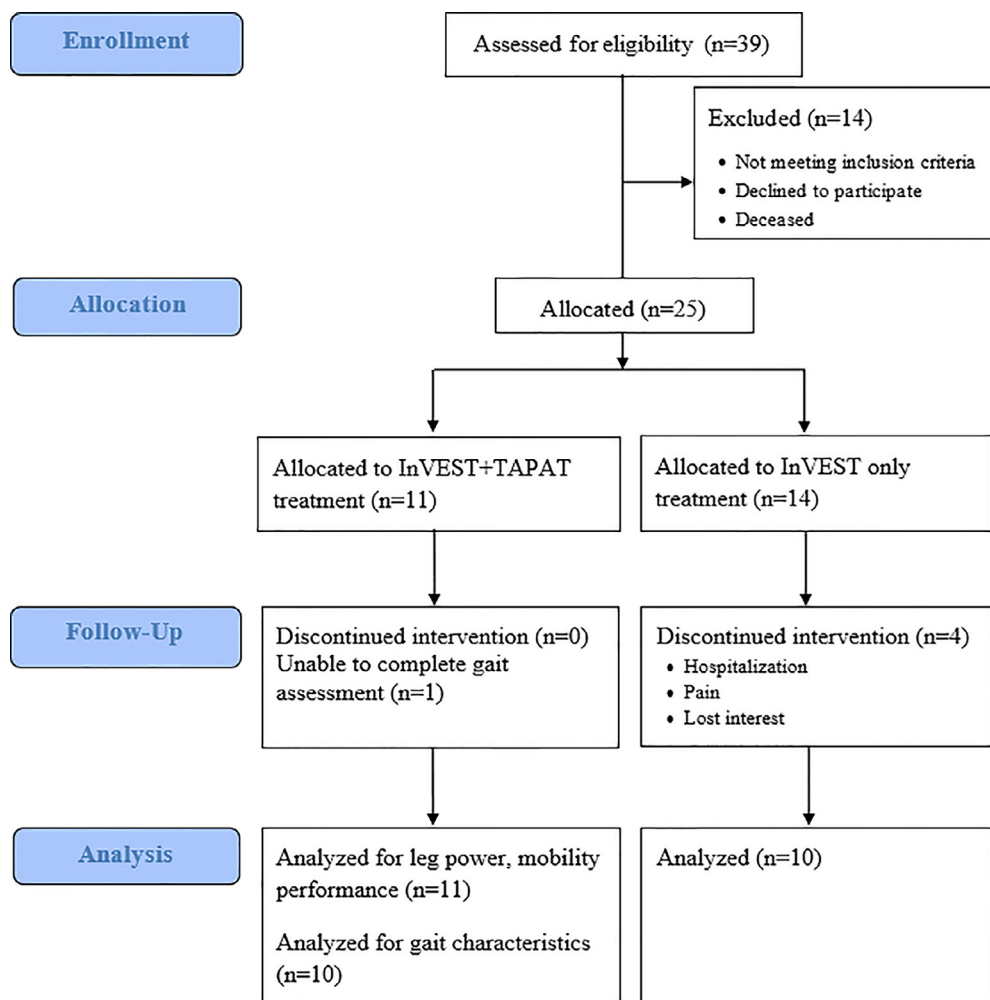 Enrollment
Assessed for eligibility (n=39)
Excluded (n=14)
• Not meeting inclusion criteria
• Declined to participate
• Deceased
Allocation
Allocated (n=25)
Allocated to InVEST+TAPAT
treatment (n=11)
Allocated to InVEST only
treatment (n=14)
Follow-Up
Discontinued intervention (n=0)
Unable to complete gait
assessment (n=1)
Discontinued intervention (n=4)
• Hospitalization
• Pain
• Lost interest
Analysis
Analyzed for leg power, mobility
performance (n=11)
Analyzed for gait characteristics
(n=10)
Analyzed (n=10)